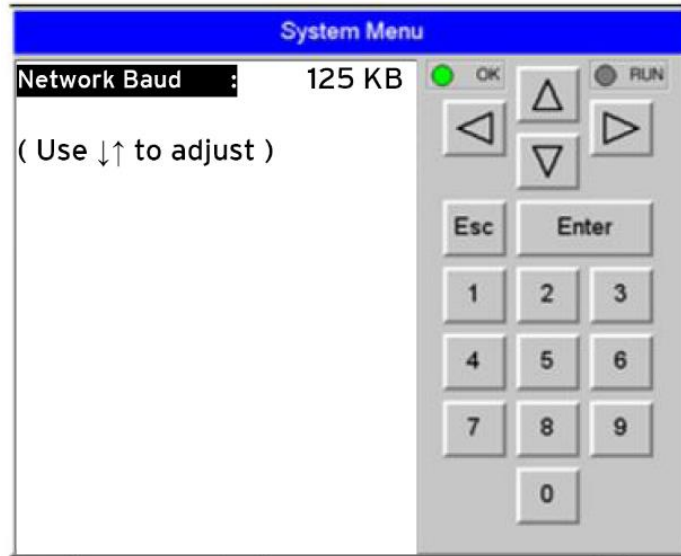 System Menu
Network Baud : 125 KB
( Use ↓↑ to adjust )
OK
RUN
Esc Enter
1 2 3
4 5 6
7 8 9
0